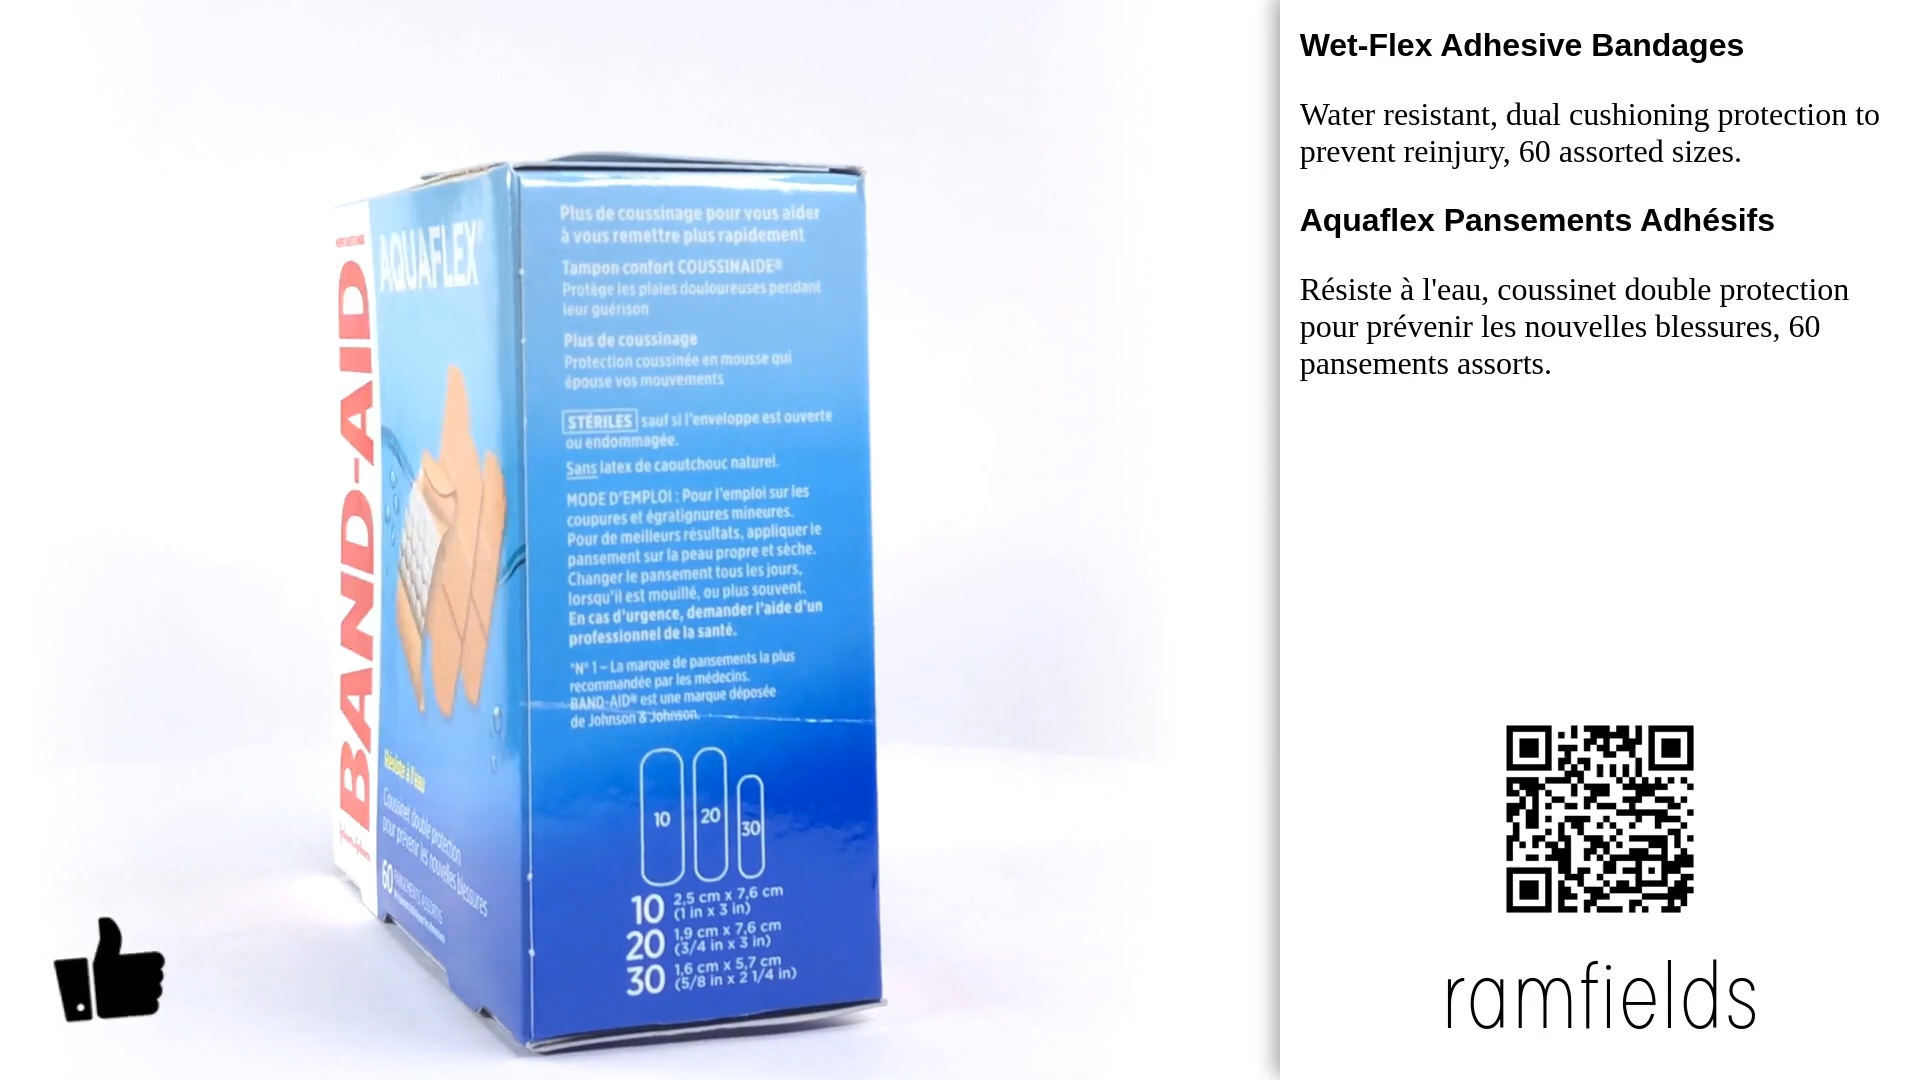 BAND-AID
AQUAFLEX®
Résiste à l'eau
Coussinet double protection
pour prévenir les nouvelles blessures
60 PANSEMENTS ASSORTIS
Plus de coussinage pour vous aider
à vous remettre plus rapidement
Tampon confort COUSSINAIDE®
Protège les plaies douloureuses pendant
leur guérison
Plus de coussinage
Protection coussinée en mousse qui
épouse vos mouvements
STÉRILES sauf si l'enveloppe est ouverte
ou endommagée.
Sans latex de caoutchouc naturel.
MODE D'EMPLOI : Pour l'emploi sur les
coupures et égratignures mineures.
Pour de meilleurs résultats, appliquer le
pansement sur la peau propre et sèche.
Changer le pansement tous les jours,
lorsqu'il est mouillé, ou plus souvent.
En cas d'urgence, demander l'aide d'un
professionnel de la santé.
*N° 1 – La marque de pansements la plus
recommandée par les médecins.
BAND-AID® est une marque déposée
de Johnson & Johnson.
10 20 30
10 2,5 cm x 7,6 cm
(1 in x 3 in)
20 1,9 cm x 7,6 cm
(3/4 in x 3 in)
30 1,6 cm x 5,7 cm
(5/8 in x 2 1/4 in)
Wet-Flex Adhesive Bandages
Water resistant, dual cushioning protection to
prevent reinjury, 60 assorted sizes.
Aquaflex Pansements Adhésifs
Résiste à l'eau, coussinet double protection
pour prévenir les nouvelles blessures, 60
pansements assorts.
ramfields